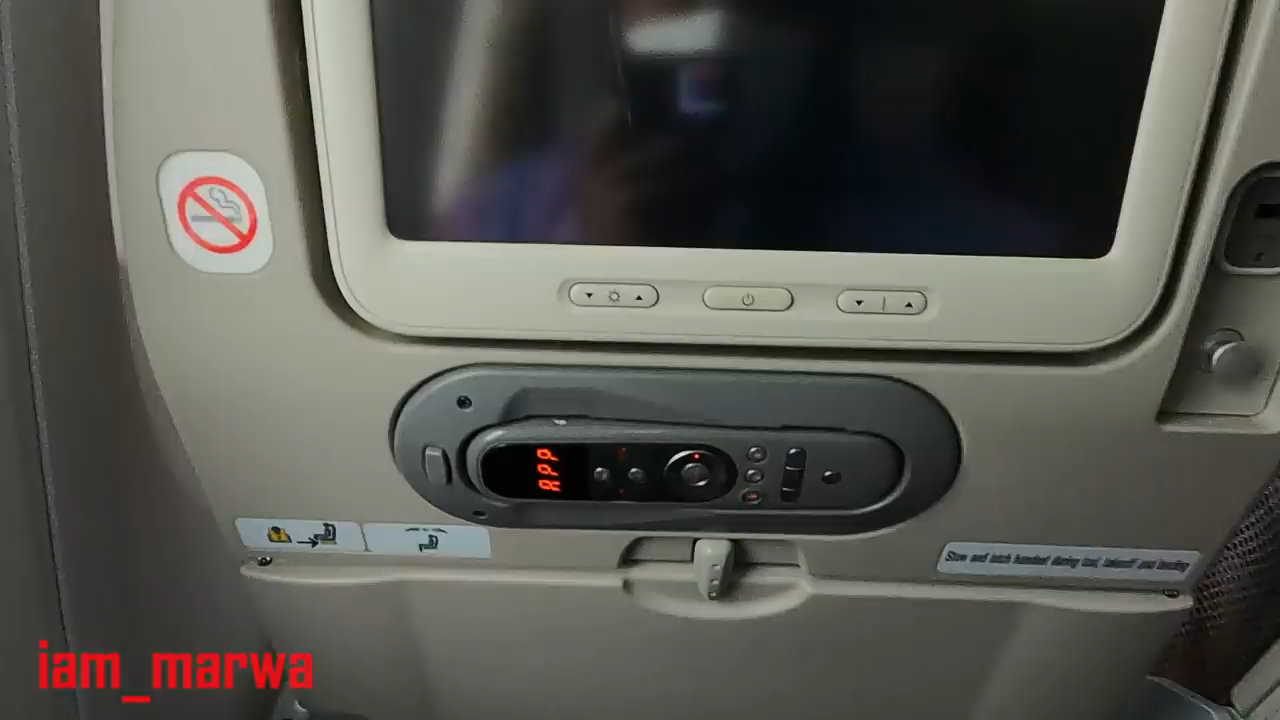 APP
Stow and latch handset during taxi, takeoff and landing
iam_marwa